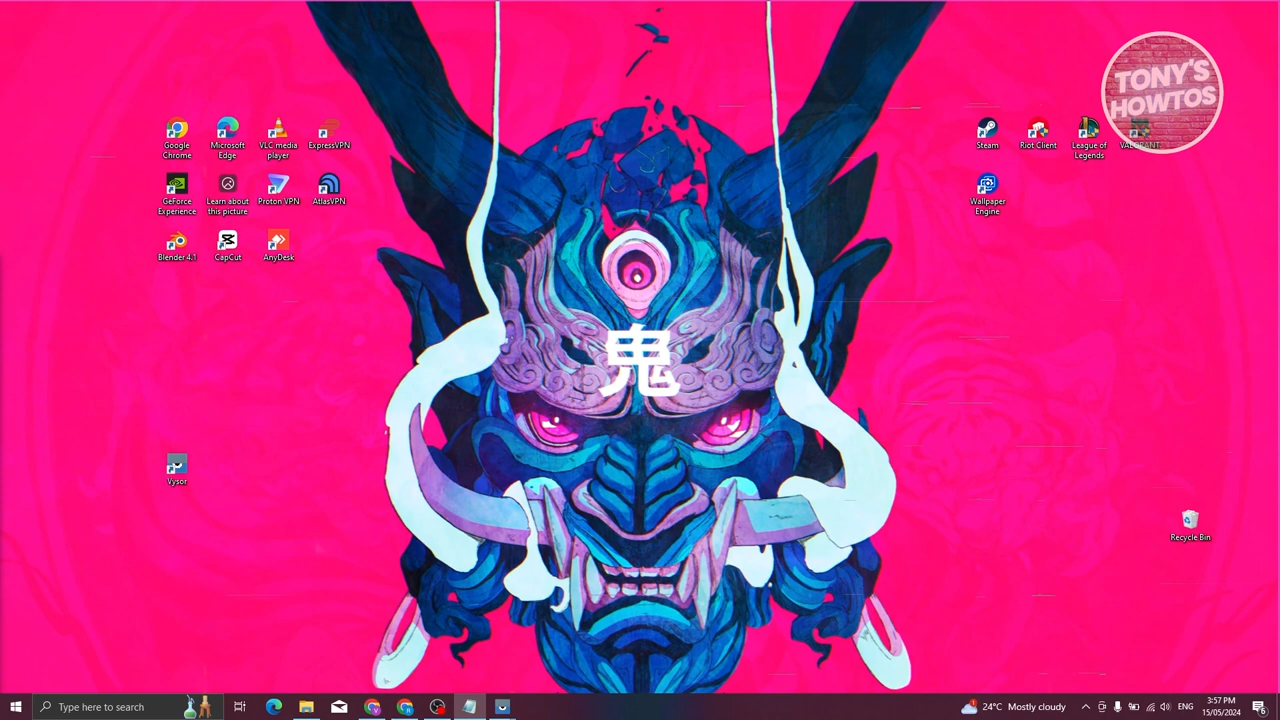 TONY'S
HOWTOS
Google
Chrome
Microsoft
Edge
VLC media
player
ExpressVPN
Steam
Riot Client
League of
Legends
GeForce
Experience
Learn about
this picture
Proton VPN
AtlasVPN
Wallpaper
Engine
Blender 4.1
CapCut
AnyDesk
鬼
Vysor
Recycle Bin
Type here to search
24°C Mostly cloudy
ENG
3:57 PM
15/05/2024
6